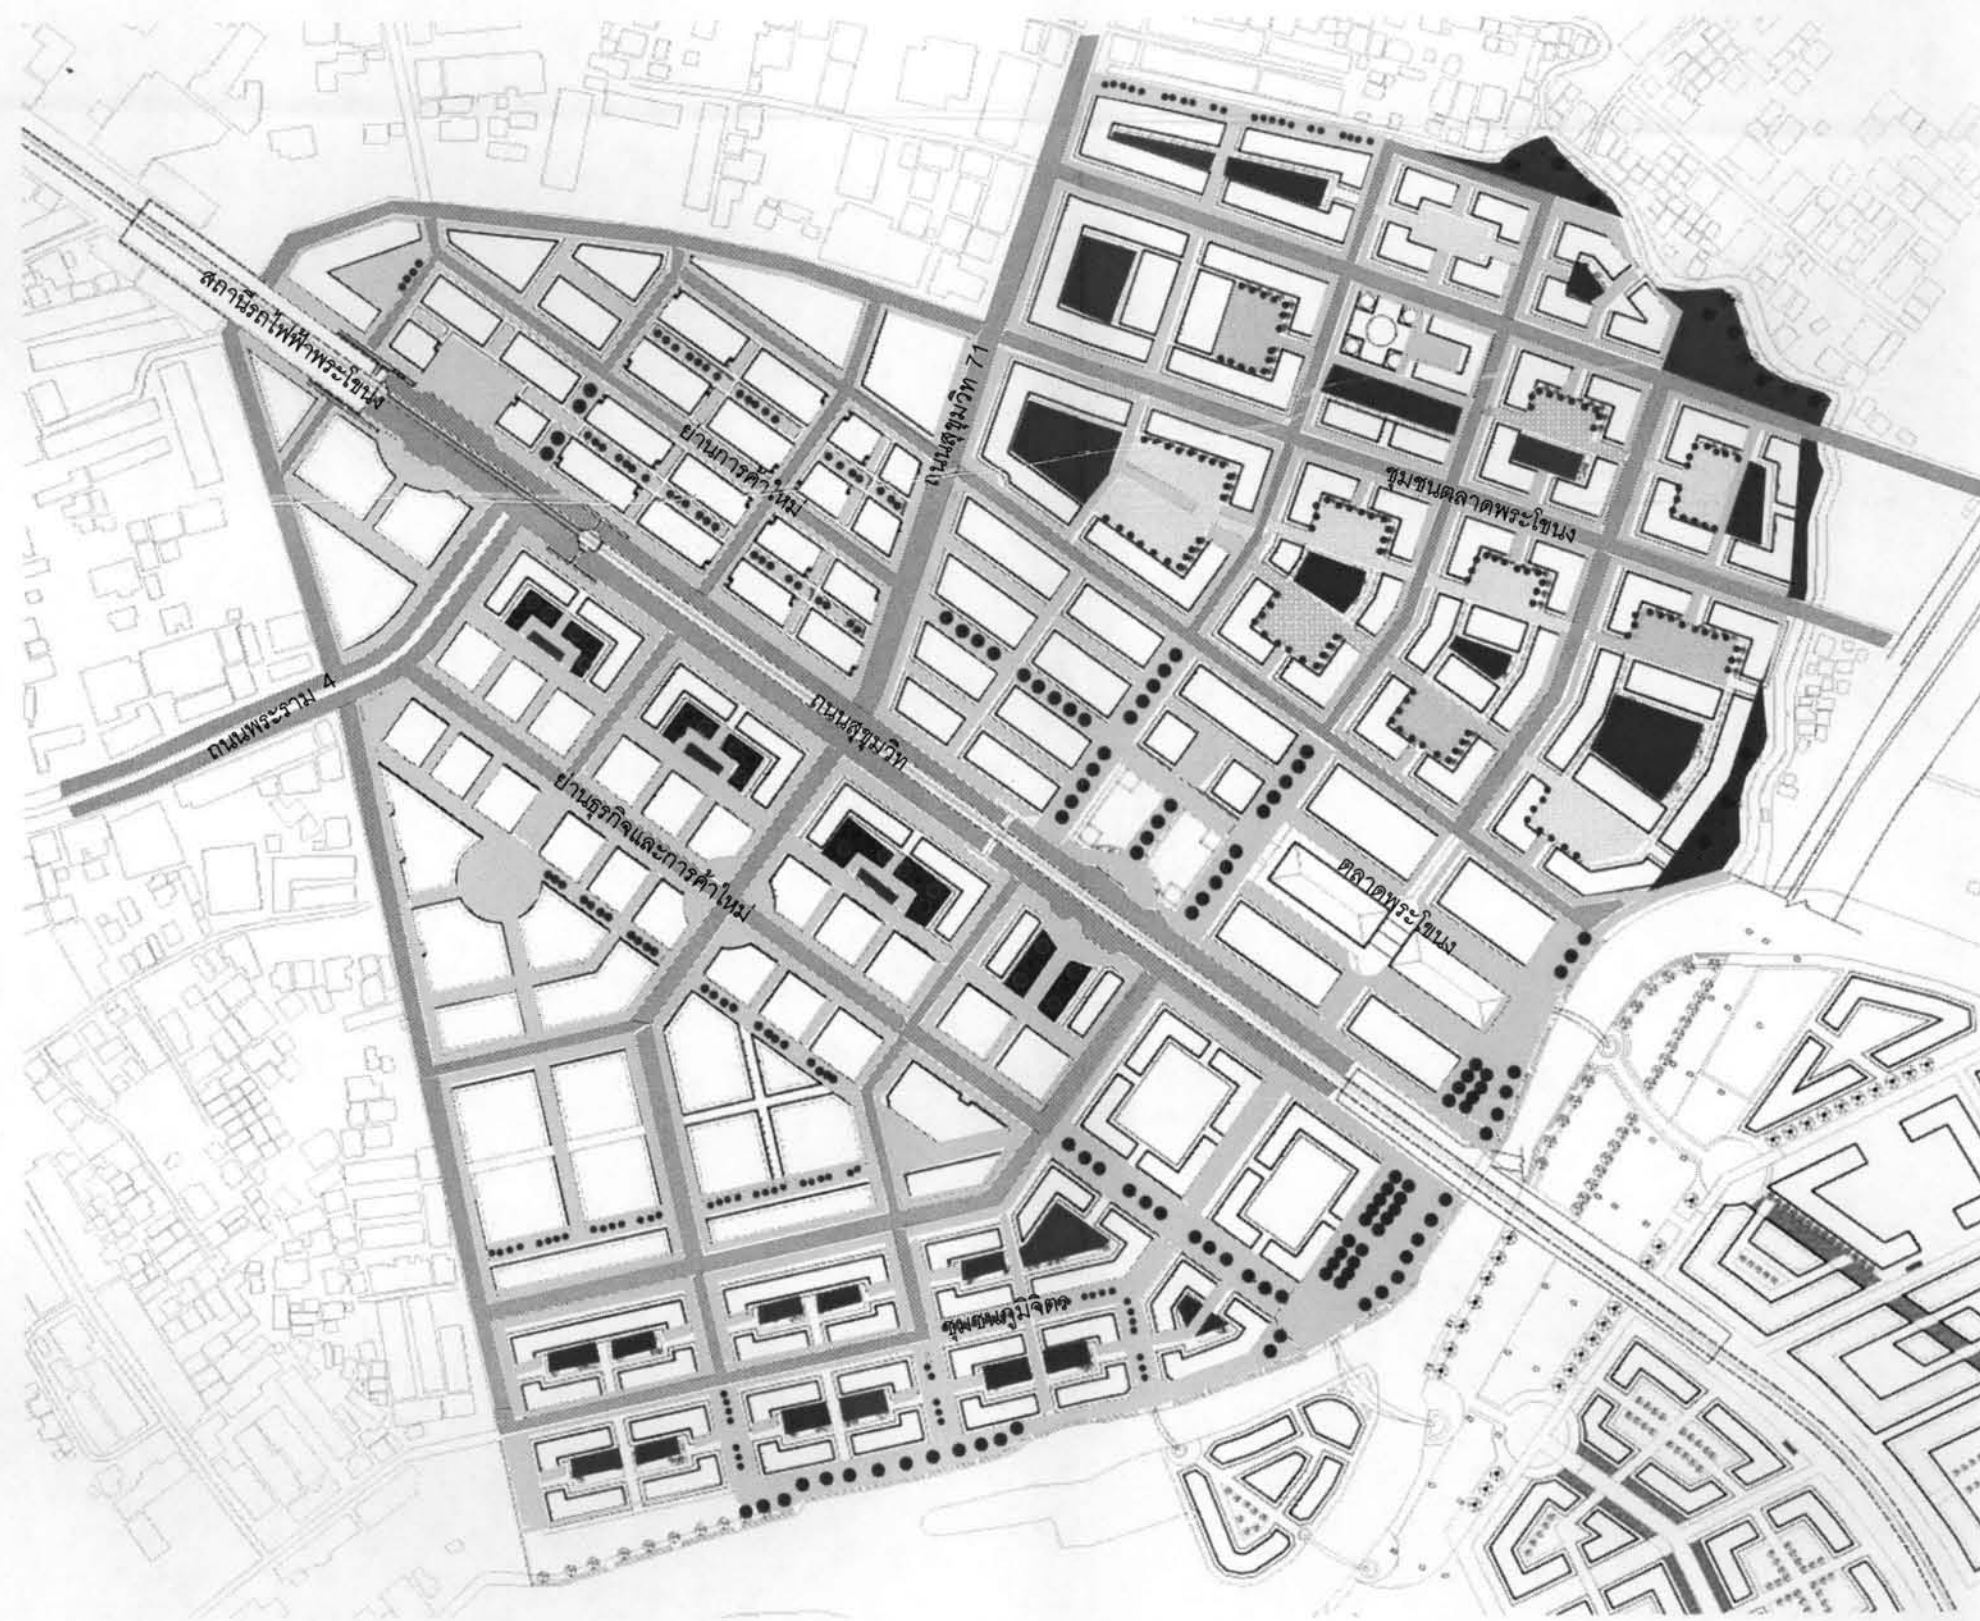 สถานีรถไฟฟ้าพระโขนง
ถนนสุขุมวิท 71
ย่านการค้าใหม่
ชุมชนตลาดพระโขนง
ถนนพระราม 4
ถนนสุขุมวิท
ย่านธุรกิจและการค้าใหม่
ตลาดพระโขนง
ชุมชนภูมิจิตร